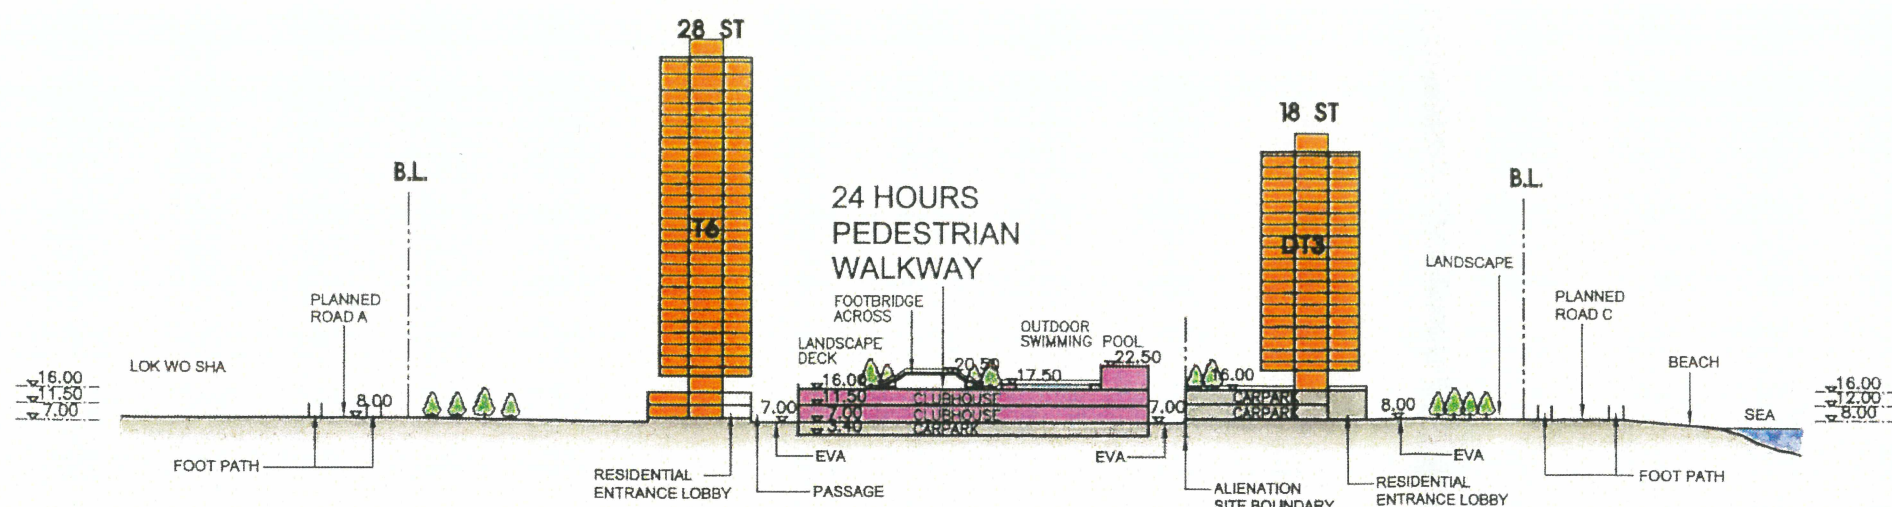 28 ST
18 ST
B.L.
B.L.
T6
24 HOURS
PEDESTRIAN
WALKWAY
DT3
LANDSCAPE
PLANNED
ROAD A
FOOTBRIDGE
ACROSS
PLANNED
ROAD C
LANDSCAPE
DECK
OUTDOOR
SWIMMING POOL
LOK WO SHA
20.50
22.50
BEACH
16.00
11.50
7.00
16.00
17.50
16.00
16.00
12.00
8.00
8.00
7.00
11.50
CLUBHOUSE
7.00
CLUBHOUSE
3.40
CARPARK
7.00
CARPARK
CARPARK
8.00
SEA
FOOT PATH
RESIDENTIAL
ENTRANCE LOBBY
EVA
PASSAGE
EVA
ALIENATION
SITE BOUNDARY
RESIDENTIAL
ENTRANCE LOBBY
EVA
FOOT PATH